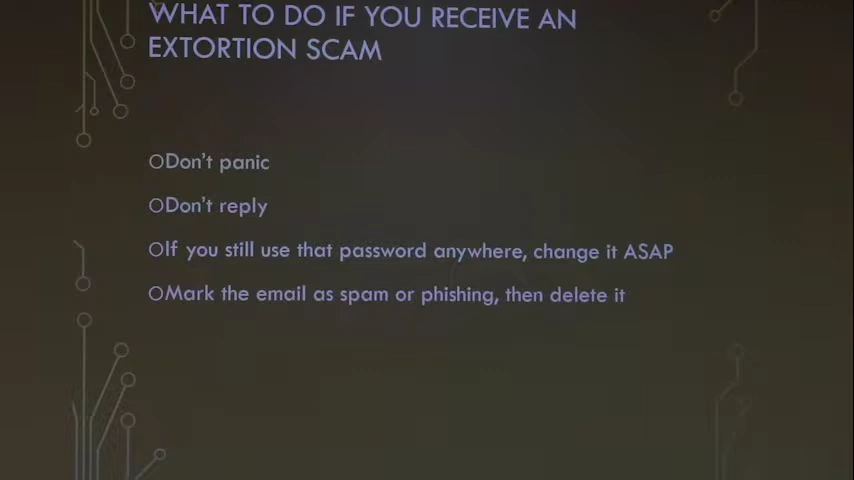 WHAT TO DO IF YOU RECEIVE AN
EXTORTION SCAM
Don't panic
Don't reply
If you still use that password anywhere, change it ASAP
Mark the email as spam or phishing, then delete it